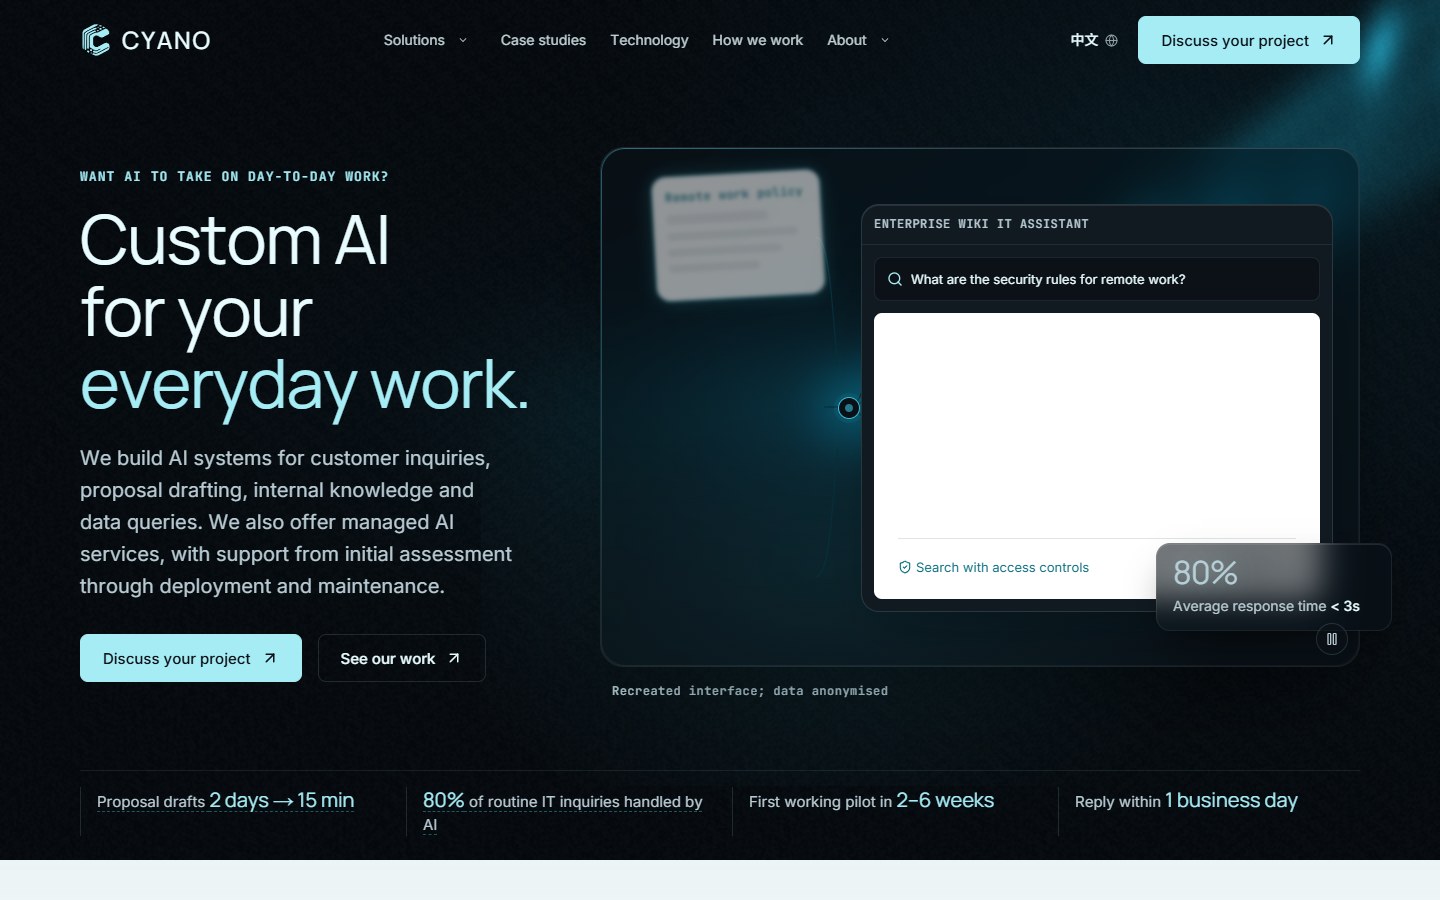 CYANO
Solutions
Case studies
Technology
How we work
About
中文
Discuss your project
WANT AI TO TAKE ON DAY-TO-DAY WORK?
Custom AI
for your
everyday work.
We build AI systems for customer inquiries,
proposal drafting, internal knowledge and
data queries. We also offer managed AI
services, with support from initial assessment
through deployment and maintenance.
Discuss your project
See our work
Remote work policy
ENTERPRISE WIKI IT ASSISTANT
What are the security rules for remote work?
Search with access controls
80%
Average response time < 3s
Recreated interface; data anonymised
Proposal drafts 2 days → 15 min
80% of routine IT inquiries handled by
AI
First working pilot in 2–6 weeks
Reply within 1 business day